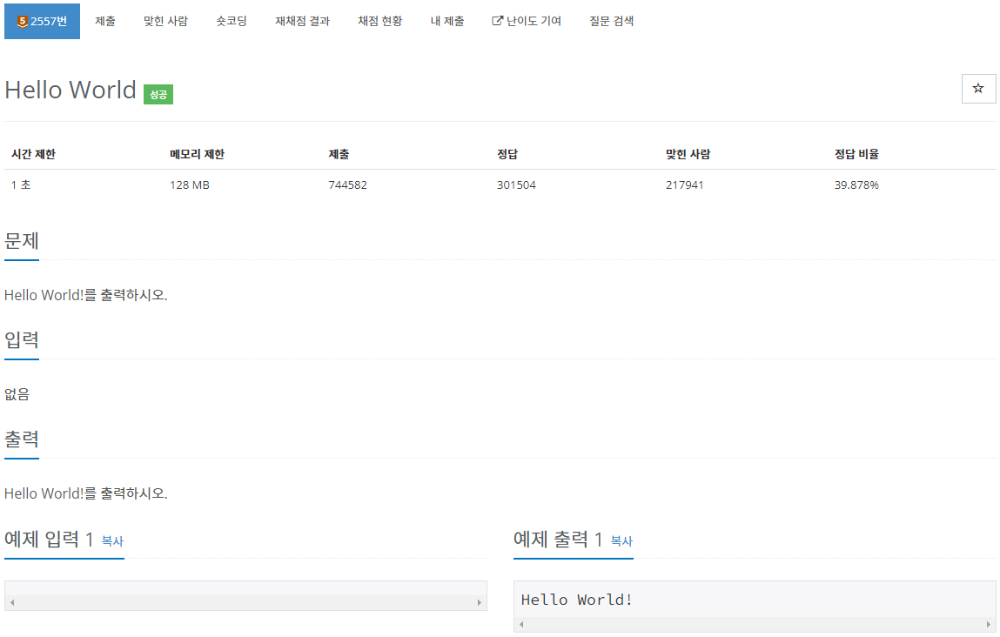 5 2557번 제출 맞힌 사람 숏코딩 재채점 결과 채점 현황 내 제출 난이도 기여 질문 검색
Hello World 성공
시간 제한 메모리 제한 제출 정답 맞힌 사람 정답 비율
1 초 128 MB 744582 301504 217941 39.878%
문제
Hello World!를 출력하시오.
입력
없음
출력
Hello World!를 출력하시오.
예제 입력 1 복사
예제 출력 1 복사
Hello World!